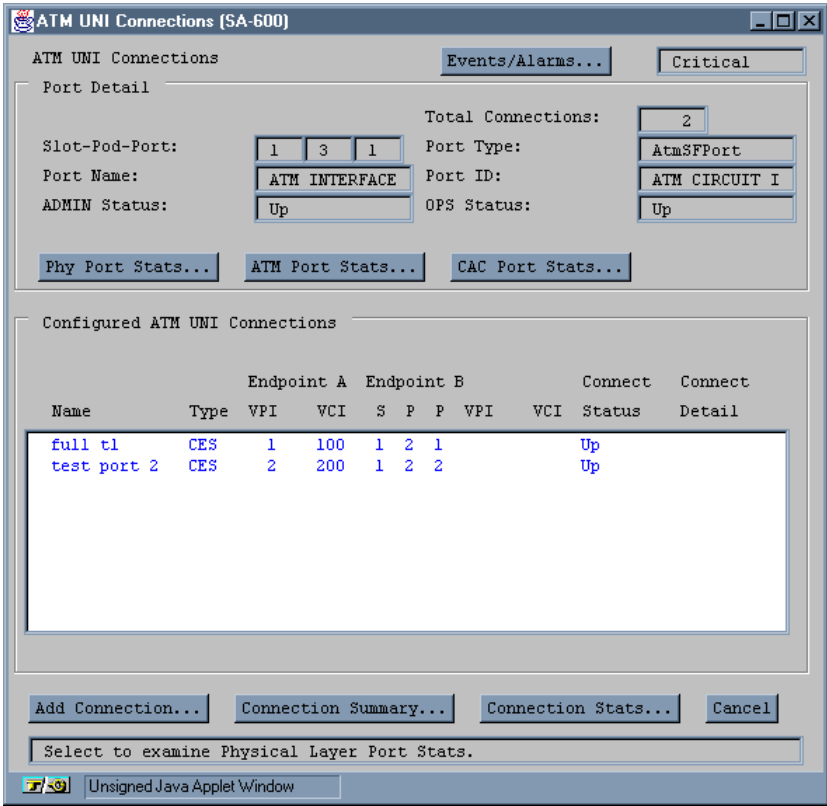 ATM UNI Connections (SA-600)
ATM UNI Connections Events/Alarms... Critical
Port Detail
Total Connections: 2
Slot-Pod-Port: 1 3 1 Port Type: AtmSFPort
Port Name: ATM INTERFACE Port ID: ATM CIRCUIT I
ADMIN Status: Up OPS Status: Up
Phy Port Stats... ATM Port Stats... CAC Port Stats...
Configured ATM UNI Connections
Endpoint A Endpoint B Connect Connect
Name Type VPI VCI S P P VPI VCI Status Detail
full t1 CES 1 100 1 2 1 Up
test port 2 CES 2 200 1 2 2 Up
Add Connection... Connection Summary... Connection Stats... Cancel
Select to examine Physical Layer Port Stats.
Unsigned Java Applet Window